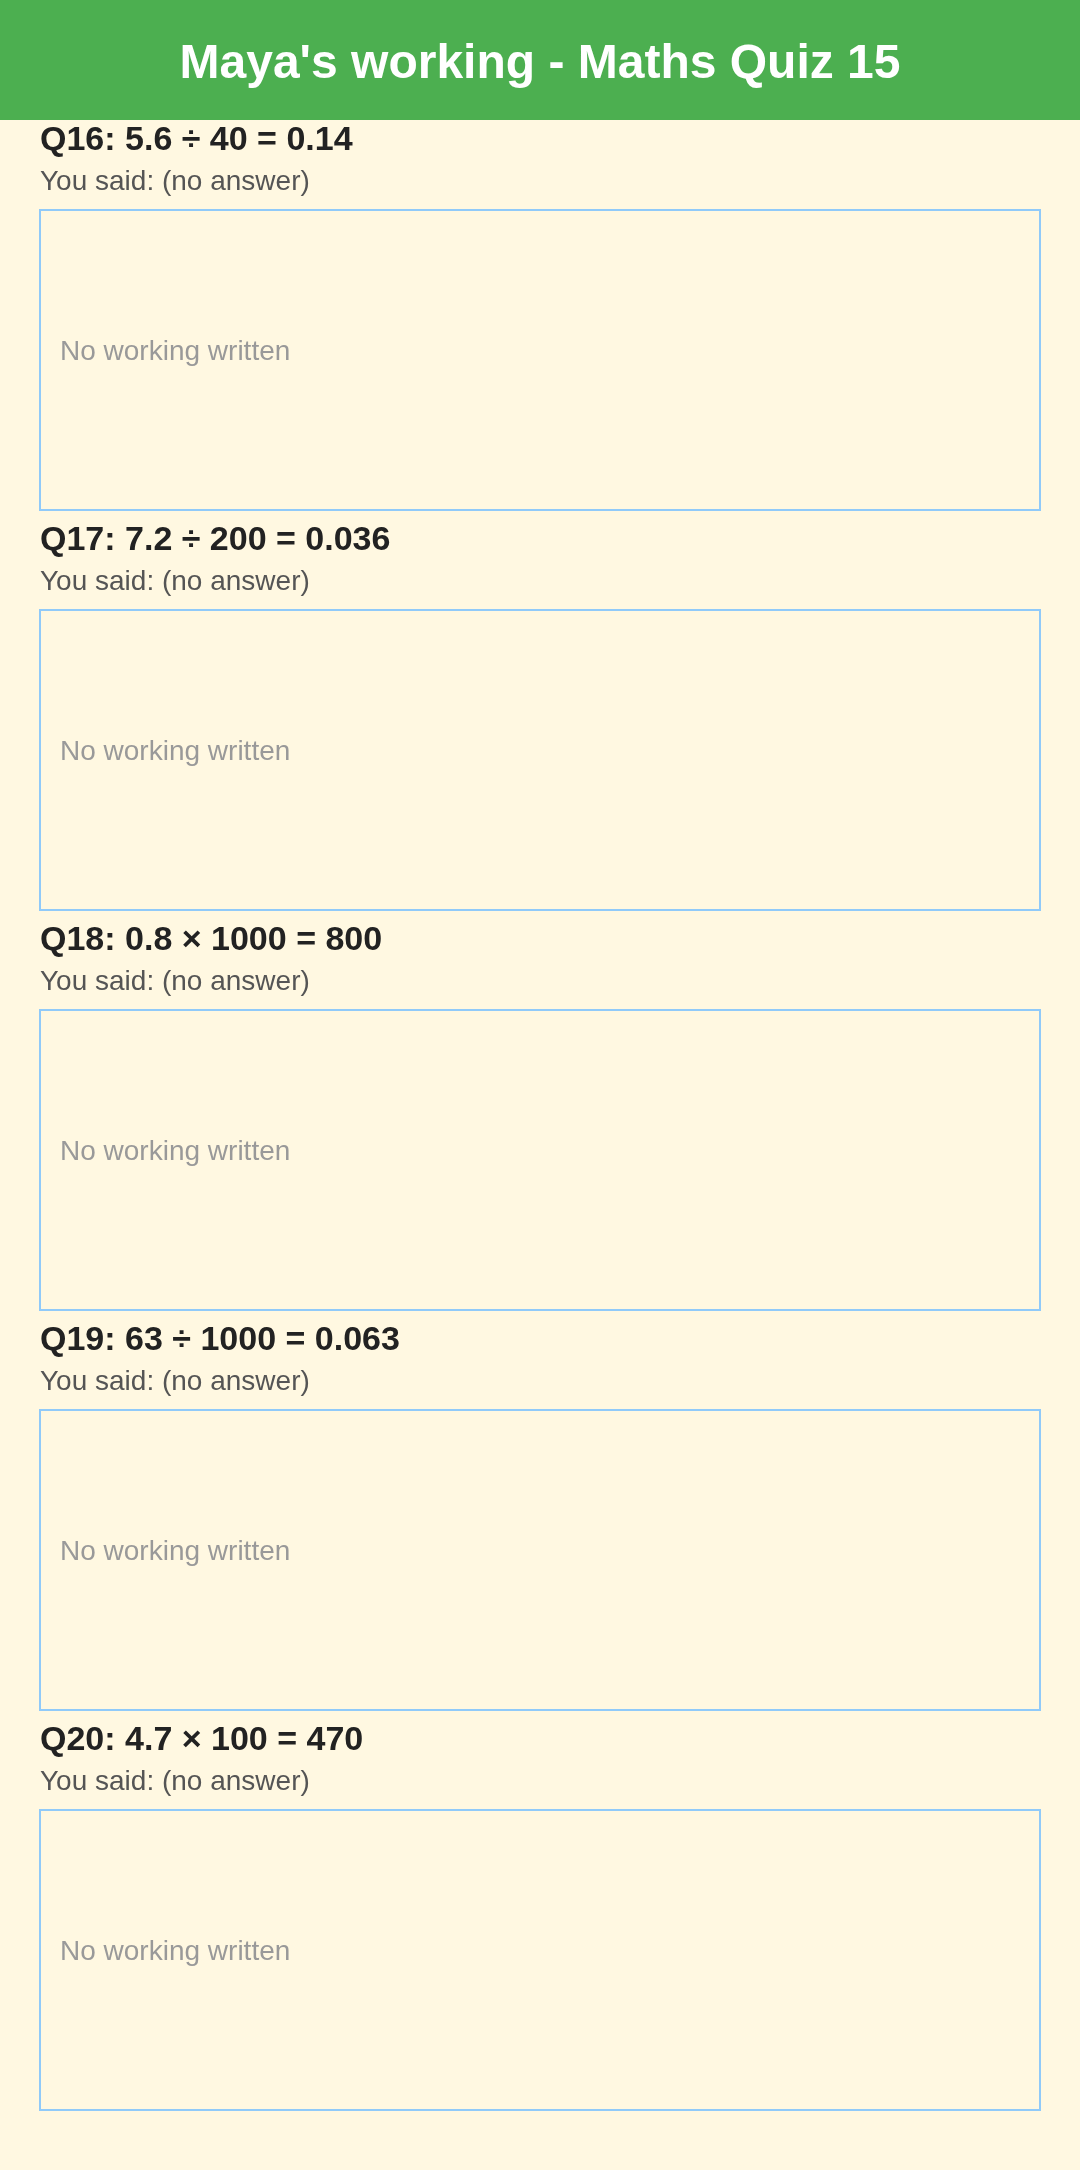 Maya's working - Maths Quiz 15
Q16: 5.6 ÷ 40 = 0.14
You said: (no answer)
No working written
Q17: 7.2 ÷ 200 = 0.036
You said: (no answer)
No working written
Q18: 0.8 × 1000 = 800
You said: (no answer)
No working written
Q19: 63 ÷ 1000 = 0.063
You said: (no answer)
No working written
Q20: 4.7 × 100 = 470
You said: (no answer)
No working written